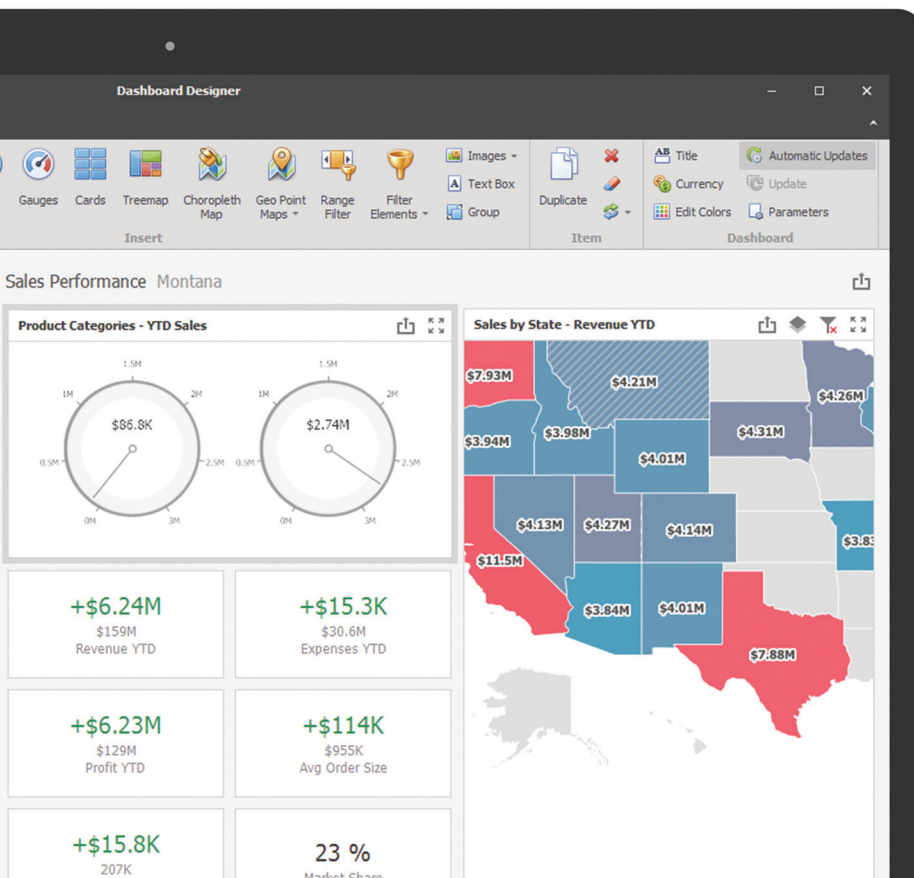 Dashboard Designer
Gauges
Cards
Treemap
Choropleth
Map
Geo Point
Maps
Range
Filter
Filter
Elements
Images
Text Box
Group
Insert
Duplicate
Item
Title
Currency
Edit Colors
Automatic Updates
Update
Parameters
Dashboard
Sales Performance Montana
Product Categories - YTD Sales
0M
0.5M
1M
1.5M
2M
2.5M
3M
$86.8K
0M
0.5M
1M
1.5M
2M
2.5M
3M
$2.74M
+$6.24M
$159M
Revenue YTD
+$15.3K
$30.6M
Expenses YTD
+$6.23M
$129M
Profit YTD
+$114K
$955K
Avg Order Size
+$15.8K
207K
23 %
Market Share
Sales by State - Revenue YTD
$7.93M
$4.21M
$4.26M
$3.94M
$3.98M
$4.31M
$4.01M
$4.13M
$4.27M
$4.14M
$3.83
$11.5M
$3.84M
$4.01M
$7.88M